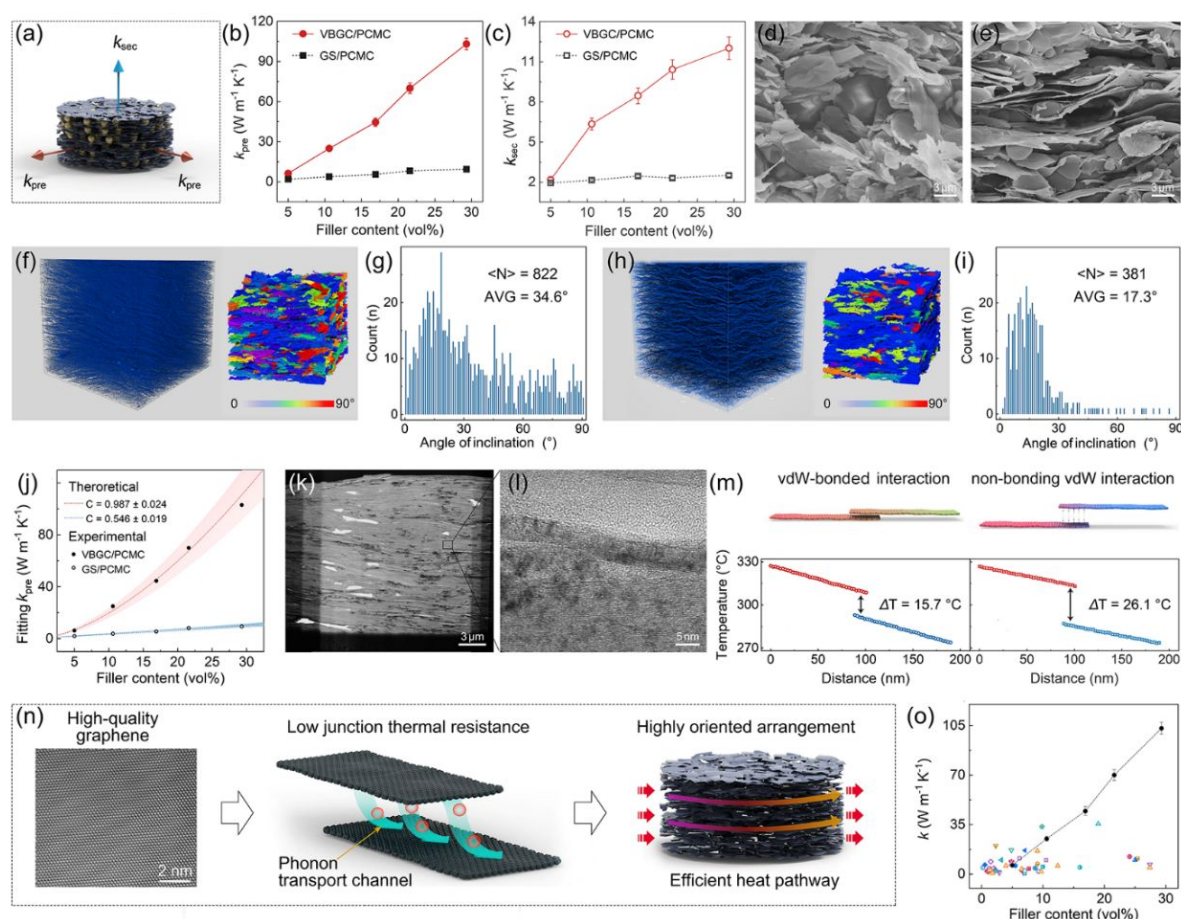 (a)
k_sec
k_pre
k_pre
(b)
VBGC/PCMC
GS/PCMC
k_pre (W m⁻¹ K⁻¹)
120
90
60
30
0
5 10 15 20 25 30
Filler content (vol%)
(c)
VBGC/PCMC
GS/PCMC
k_sec (W m⁻¹ K⁻¹)
14
12
10
8
6
4
2
5 10 15 20 25 30
Filler content (vol%)
(d)
3 μm
(e)
3 μm
(f)
0 90°
(g)
<N> = 822
AVG = 34.6°
Count (n)
20
10
0
0 30 60 90
Angle of inclination (°)
(h)
0 90°
(i)
<N> = 381
AVG = 17.3°
Count (n)
20
10
0
0 30 60 90
Angle of inclination (°)
(j)
Theroretical
C = 0.987 ± 0.024
C = 0.546 ± 0.019
Experimental
VBGC/PCMC
GS/PCMC
Fitting k_pre (W m⁻¹ K⁻¹)
80
40
0
5 10 15 20 25 30
Filler content (vol%)
(k)
3 μm
(l)
5 nm
(m)
vdW-bonded interaction
non-bonding vdW interaction
Temperature (°C)
330
300
270
ΔT = 15.7 °C
ΔT = 26.1 °C
0 50 100 150 200
0 50 100 150 200
Distance (nm)
Distance (nm)
(n)
High-quality
graphene
2 nm
Low junction thermal resistance
Phonon
transport channel
Highly oriented arrangement
Efficient heat pathway
(o)
k (W m⁻¹ K⁻¹)
105
70
35
0
0 10 20 30
Filler content (vol%)